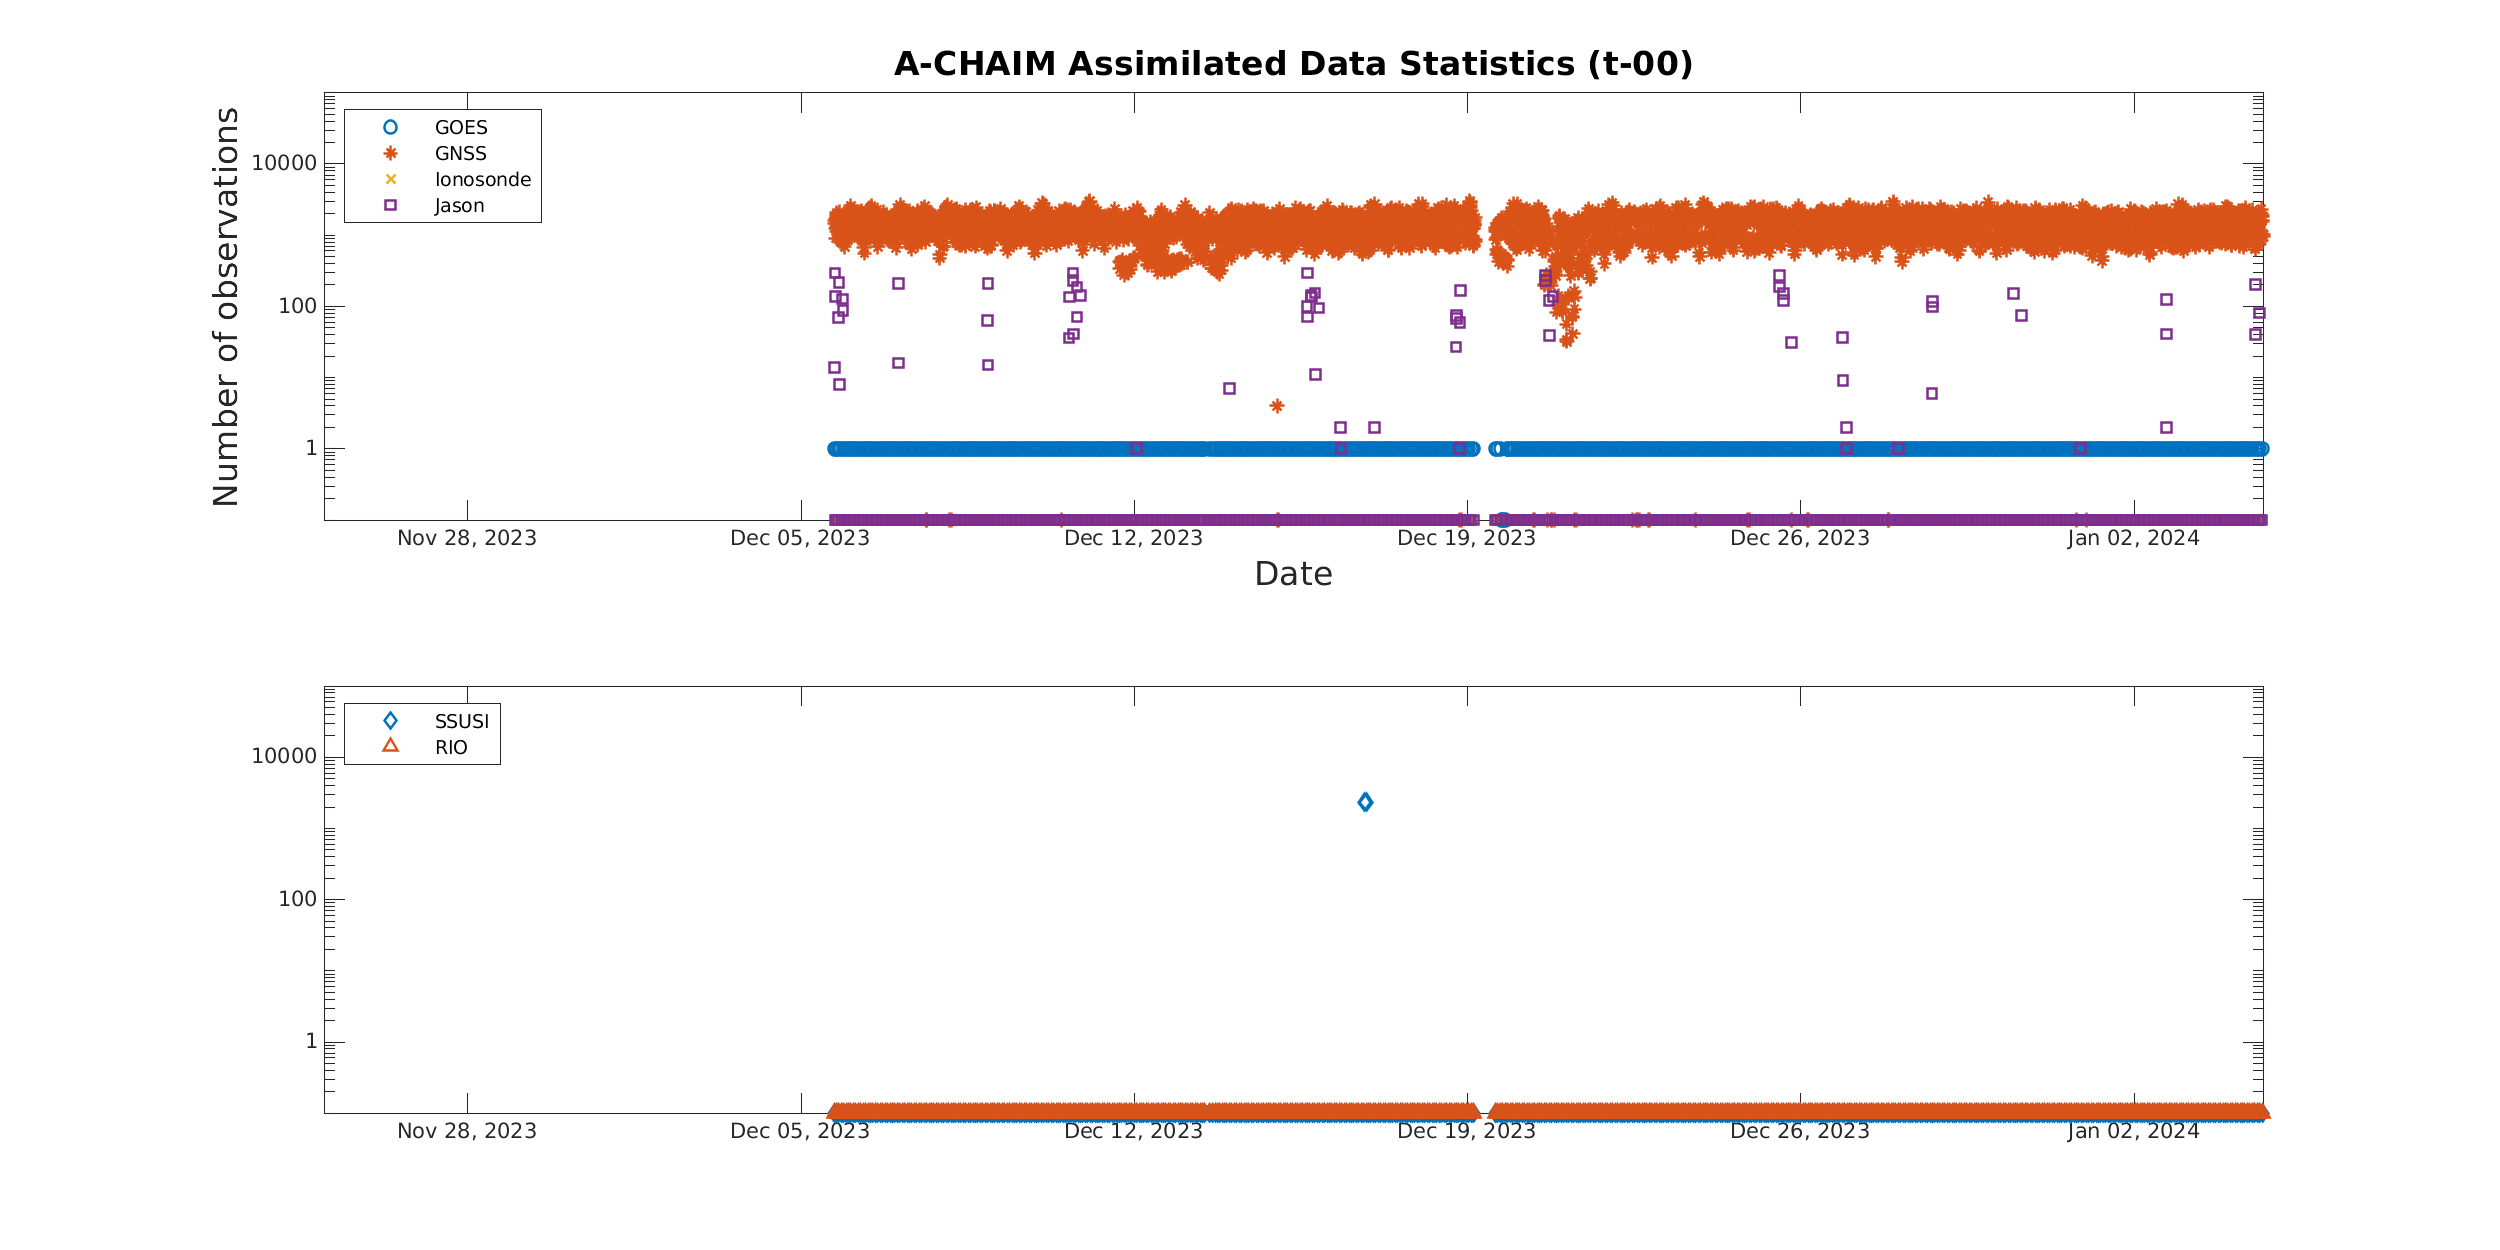 A-CHAIM Assimilated Data Statistics (t-00)
Number of observations
10000
100
1
GOES
GNSS
Ionosonde
Jason
Nov 28, 2023
Dec 05, 2023
Dec 12, 2023
Dec 19, 2023
Dec 26, 2023
Jan 02, 2024
Date
10000
100
1
SSUSI
RIO
Nov 28, 2023
Dec 05, 2023
Dec 12, 2023
Dec 19, 2023
Dec 26, 2023
Jan 02, 2024